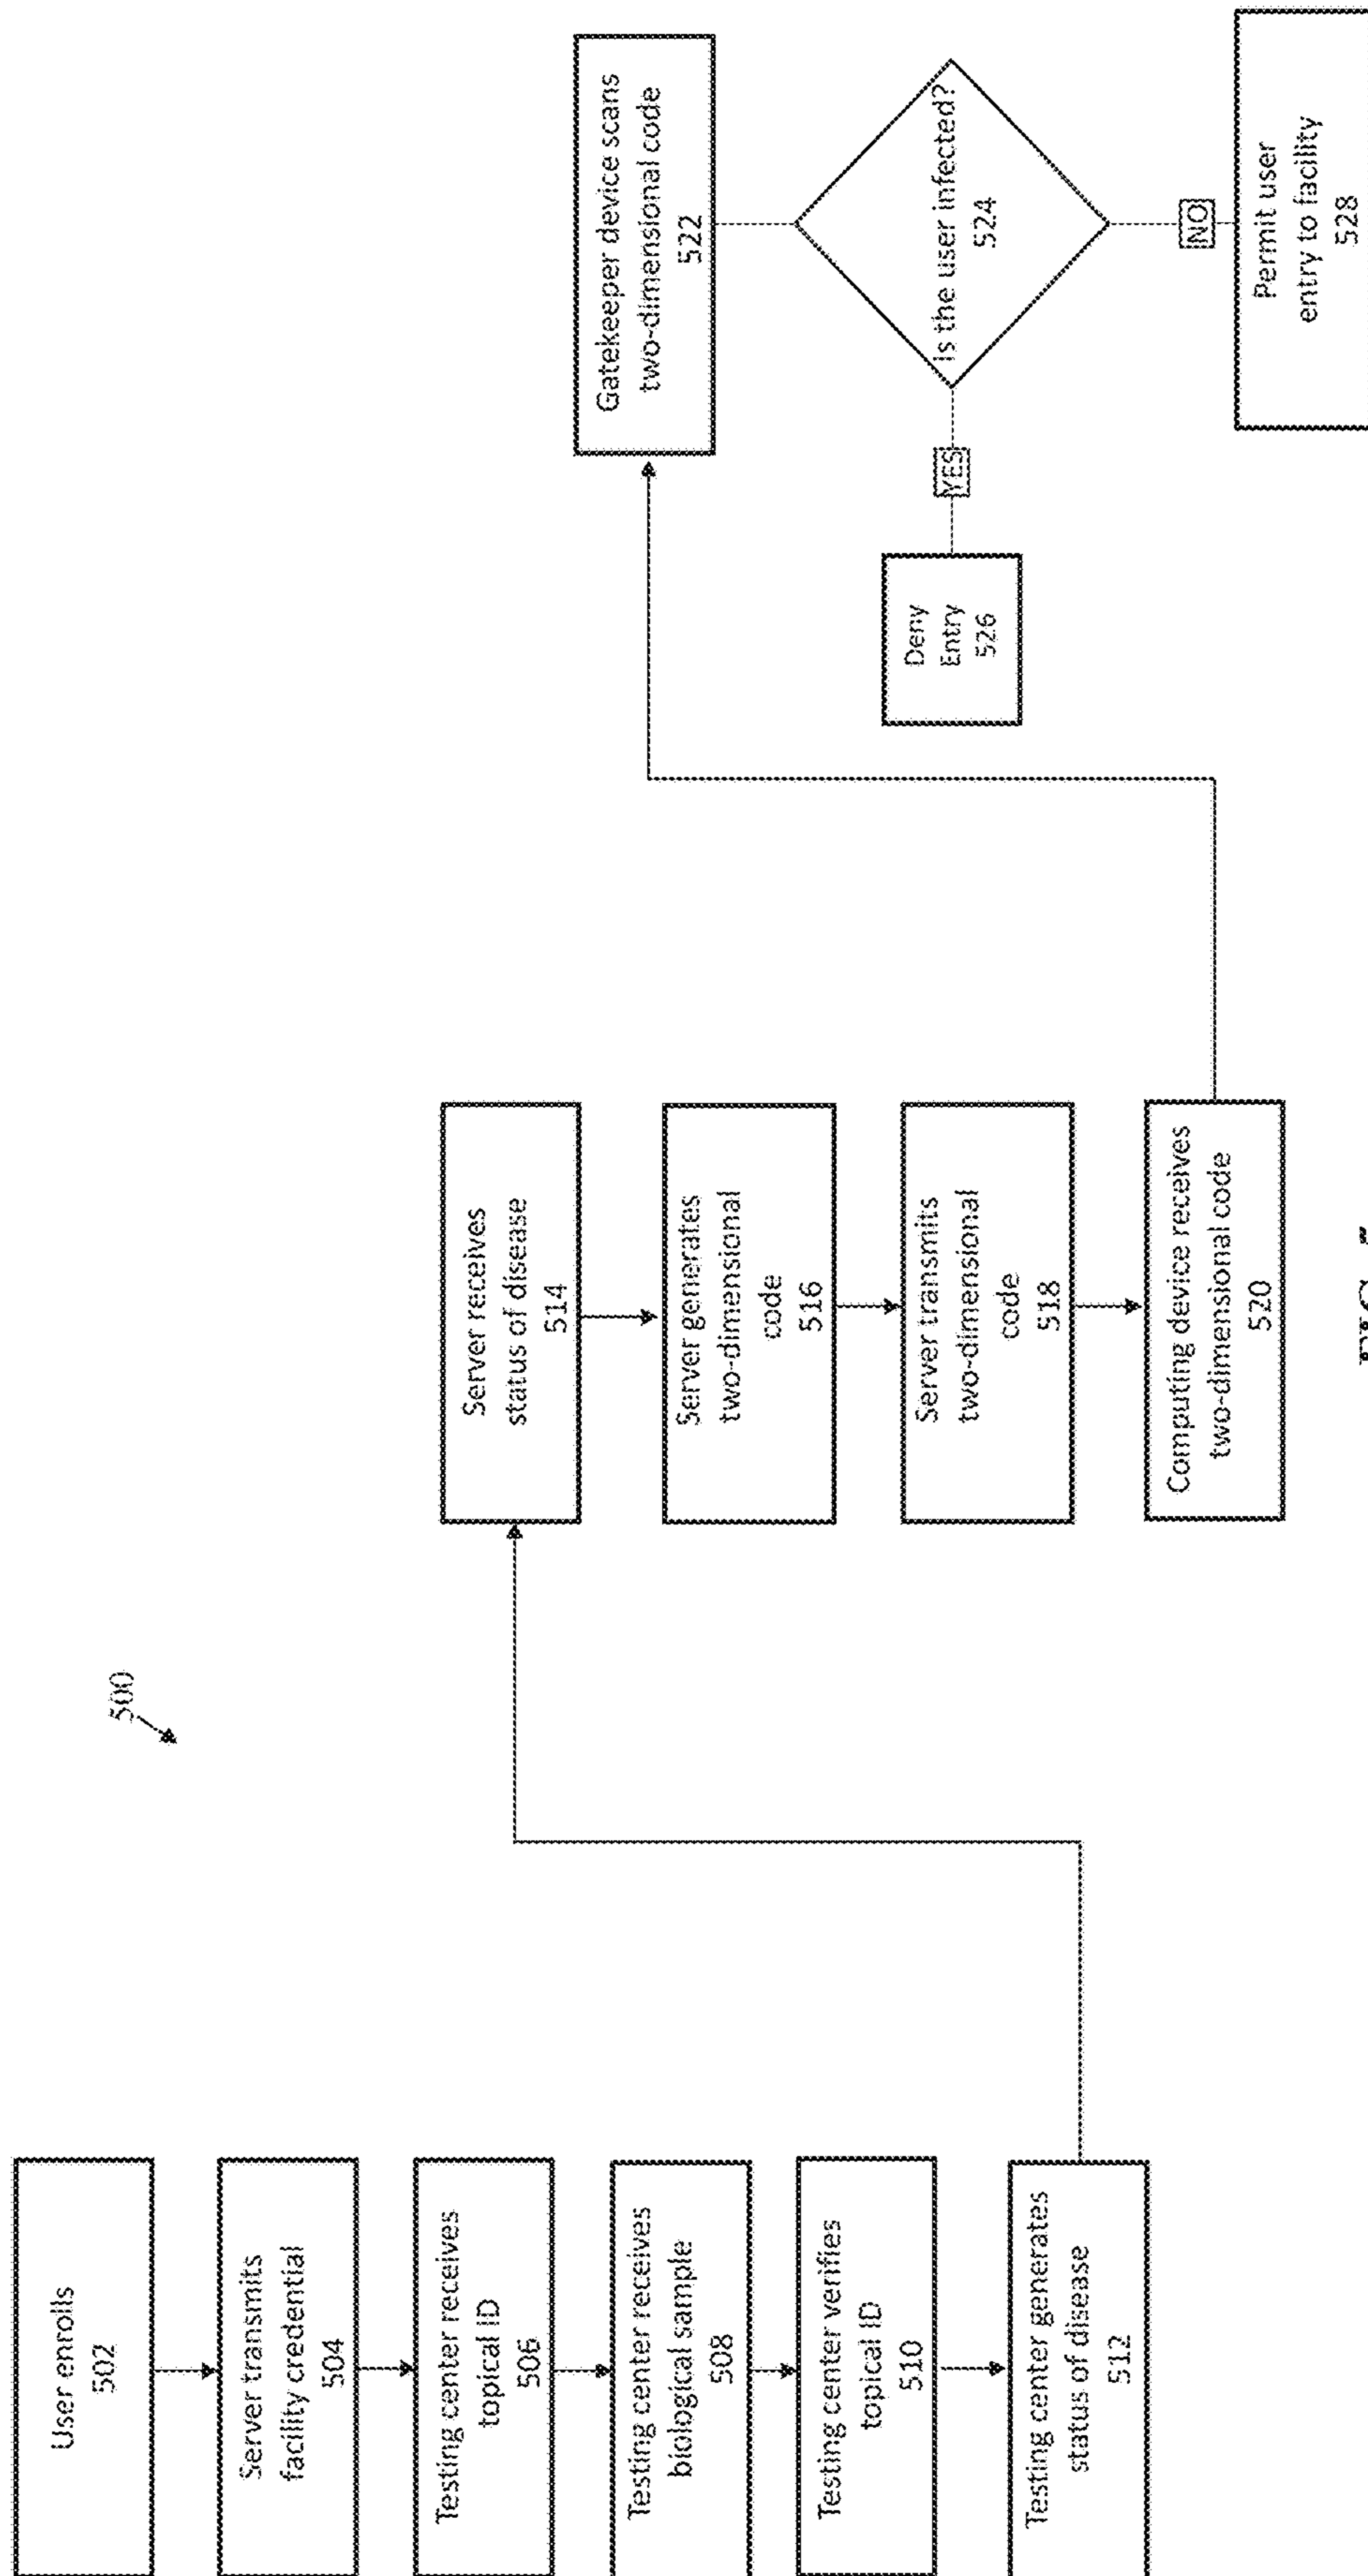 500
User enrolls
502
Server transmits
facility credential
504
Testing center receives
topical ID
506
Testing center receives
biological sample
508
Testing center verifies
topical ID
510
Testing center generates
status of disease
512
Server receives
status of disease
514
Server generates
two-dimensional
code
516
Server transmits
two-dimensional
code
518
Computing device receives
two-dimensional code
520
Gatekeeper device scans
two-dimensional code
522
Is the user infected?
524
YES
Deny
Entry
526
NO
Permit user
entry to facility
528